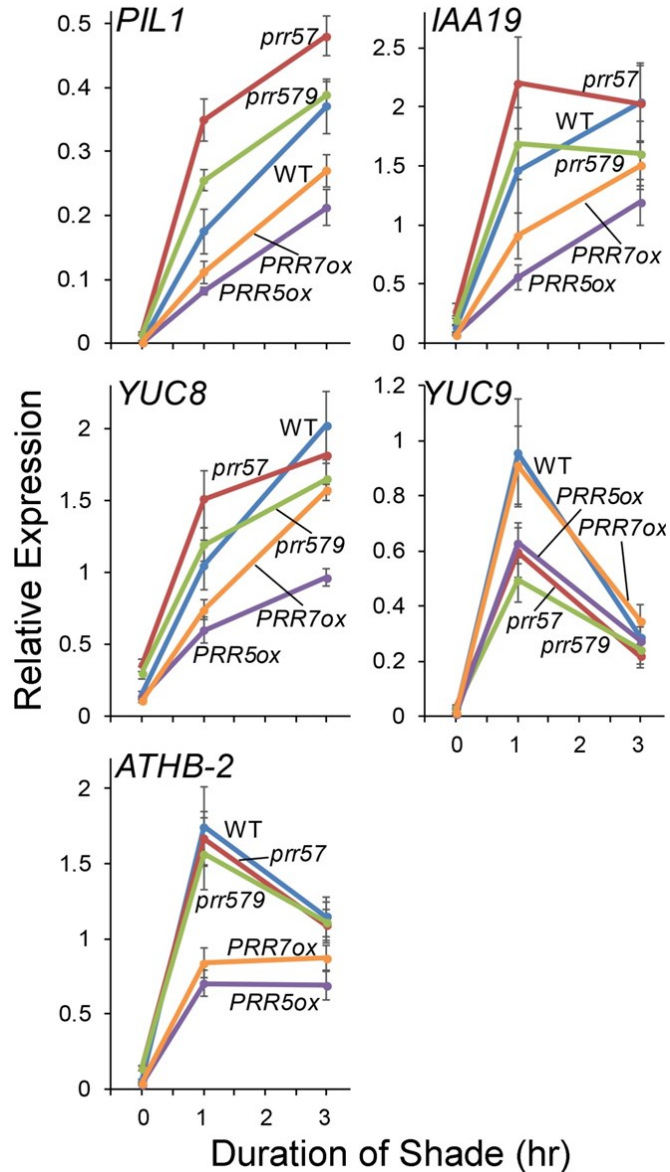 PIL1
0.5
0.4
0.3
0.2
0.1
0
prr57
prr579
WT
PRR7ox
PRR5ox
IAA19
2.5
2
1.5
1
0.5
0
prr57
WT
prr579
PRR7ox
PRR5ox
Relative Expression
YUC8
2
1.5
1
0.5
0
WT
prr57
prr579
PRR7ox
PRR5ox
YUC9
1.2
1
0.8
0.6
0.4
0.2
0
WT
PRR5ox
PRR7ox
prr57
prr579
0 1 2 3
ATHB-2
2
1.5
1
0.5
0
WT
prr57
prr579
PRR7ox
PRR5ox
0 1 2 3
Duration of Shade (hr)